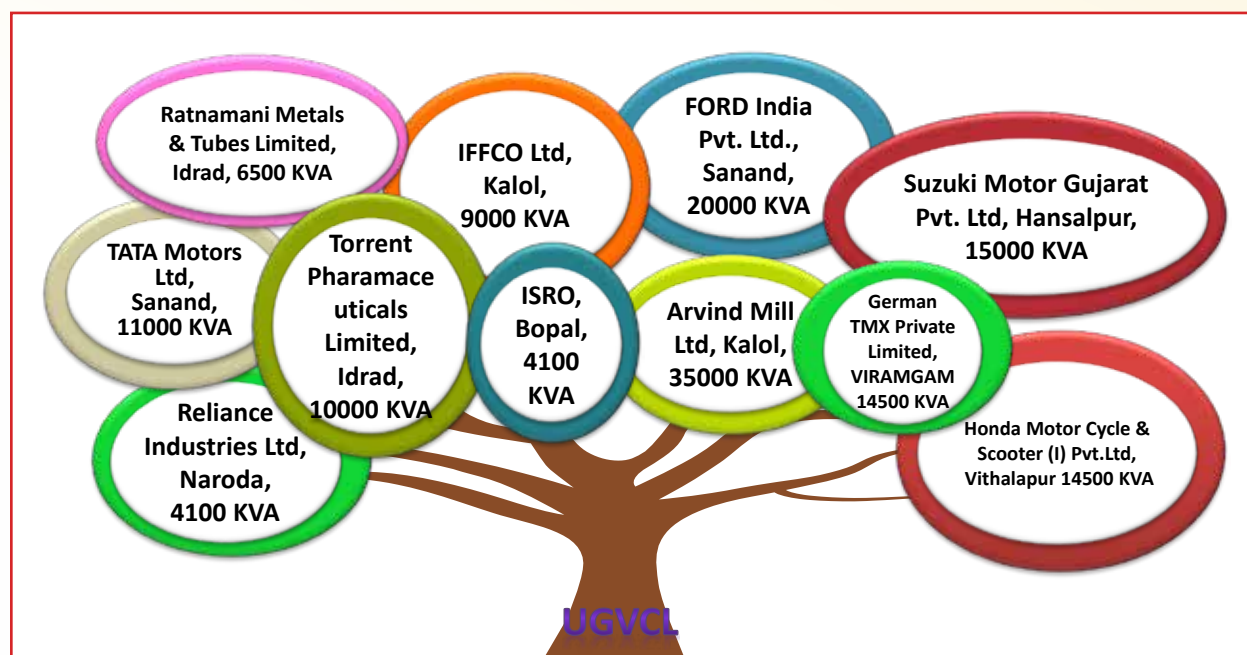 Ratnamani Metals
& Tubes Limited,
Idrad, 6500 KVA
IFFCO Ltd,
Kalol,
9000 KVA
FORD India
Pvt. Ltd.,
Sanand,
20000 KVA
Suzuki Motor Gujarat
Pvt. Ltd, Hansalpur,
15000 KVA
TATA Motors
Ltd,
Sanand,
11000 KVA
Torrent
Pharamace
uticals
Limited,
Idrad,
10000 KVA
ISRO,
Bopal,
4100
KVA
Arvind Mill
Ltd, Kalol,
35000 KVA
German
TMX Private
Limited,
VIRAMGAM
14500 KVA
Reliance
Industries Ltd,
Naroda,
4100 KVA
Honda Motor Cycle &
Scooter (I) Pvt.Ltd,
Vithalapur 14500 KVA
UGVCL